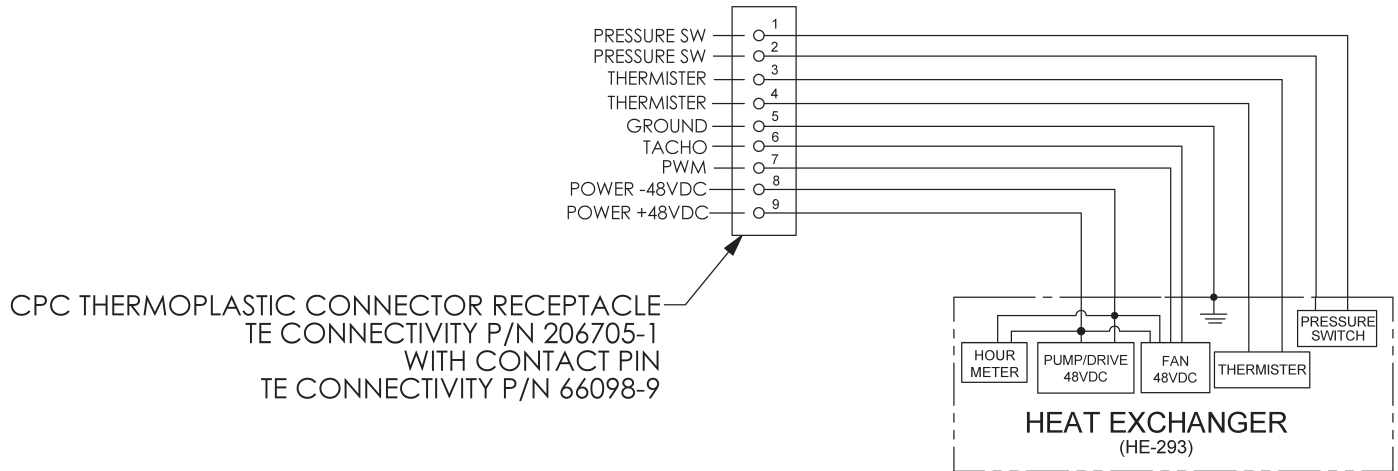 PRESSURE SW 1
PRESSURE SW 2
THERMISTER 3
THERMISTER 4
GROUND 5
TACHO 6
PWM 7
POWER -48VDC 8
POWER +48VDC 9
CPC THERMOPLASTIC CONNECTOR RECEPTACLE
TE CONNECTIVITY P/N 206705-1
WITH CONTACT PIN
TE CONNECTIVITY P/N 66098-9
HOUR
METER
PUMP/DRIVE
48VDC
FAN
48VDC
THERMISTER
PRESSURE
SWITCH
HEAT EXCHANGER
(HE-293)